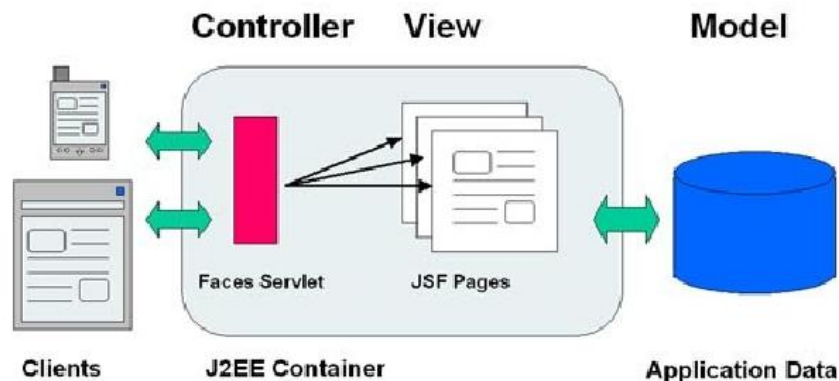 Controller View Model
Faces Servlet JSF Pages
Clients J2EE Container Application Data